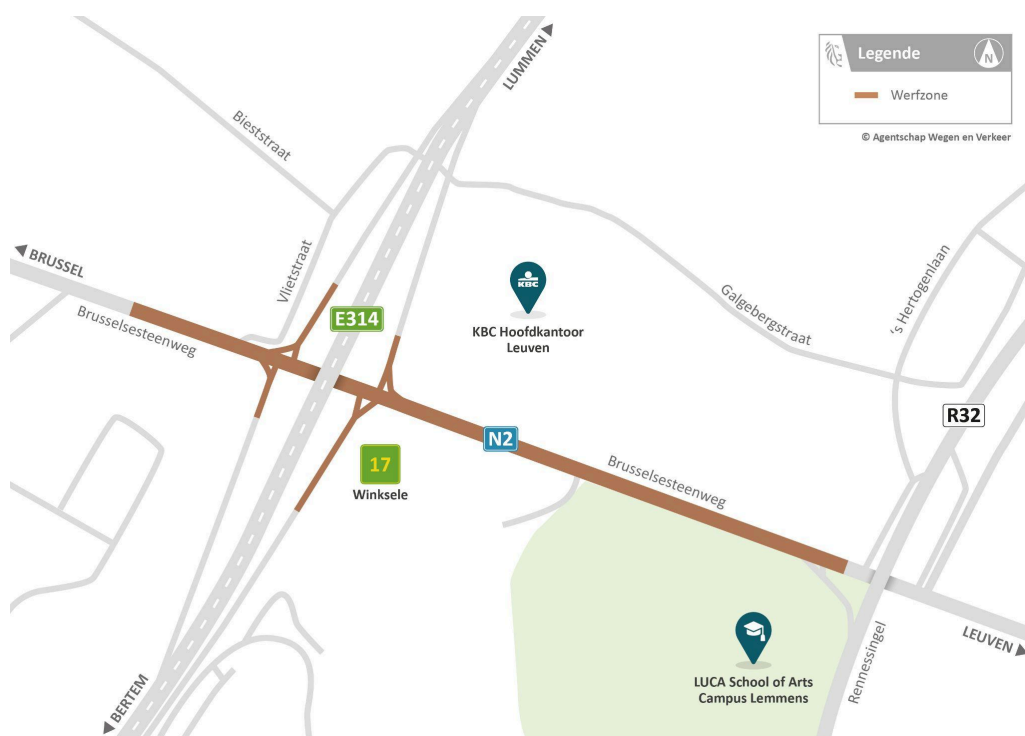 LUMMEN
Legende
N
Werfzone
© Agentschap Wegen en Verkeer
Bieststraat
BRUSSEL
Vlietstraat
's Hertogenlaan
KBC
Galgebergstraat
Brusselsesteenweg
E314
KBC Hoofdkantoor
Leuven
R32
N2
17
Winksele
Brusselsesteenweg
LEUVEN
Rennessingel
LUCA School of Arts
Campus Lemmens
BERTEM